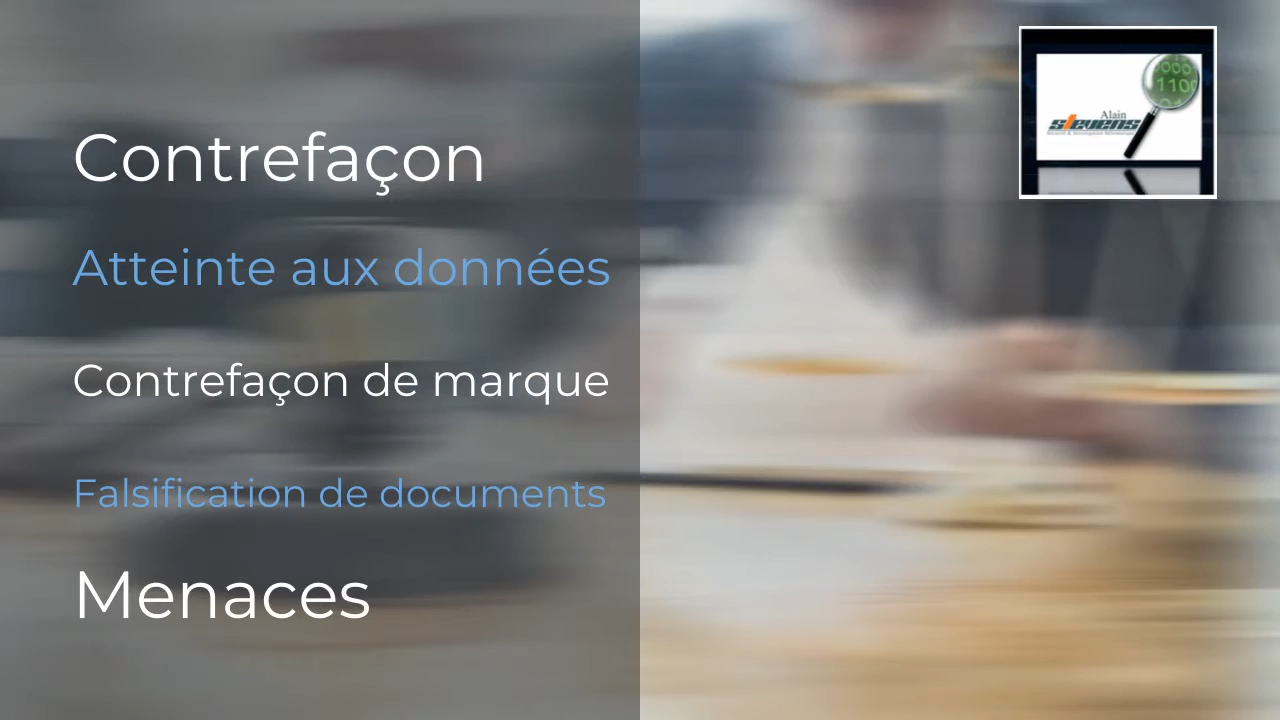 Contrefaçon
Atteinte aux données
Contrefaçon de marque
Falsification de documents
Menaces
Alain
stevens